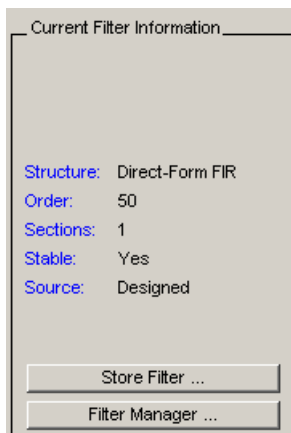 Current Filter Information
Structure: Direct-Form FIR
Order: 50
Sections: 1
Stable: Yes
Source: Designed
Store Filter ...
Filter Manager ...